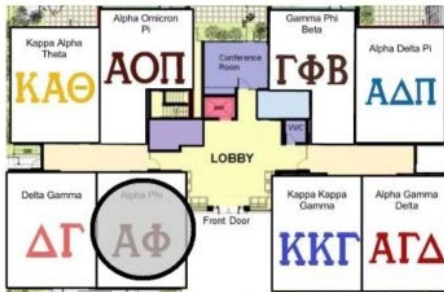 Kappa Alpha
Theta
ΚΑΘ
Alpha Omicron
Pi
ΑΟΠ
Conference
Room
Gamma Phi
Beta
ΓΦΒ
Alpha Delta Pi
ΑΔΠ
WC
LOBBY
Front Door
Delta Gamma
ΔΓ
Alpha Phi
ΑΦ
Kappa Kappa
Gamma
ΚΚΓ
Alpha Gamma
Delta
ΑΓΔ